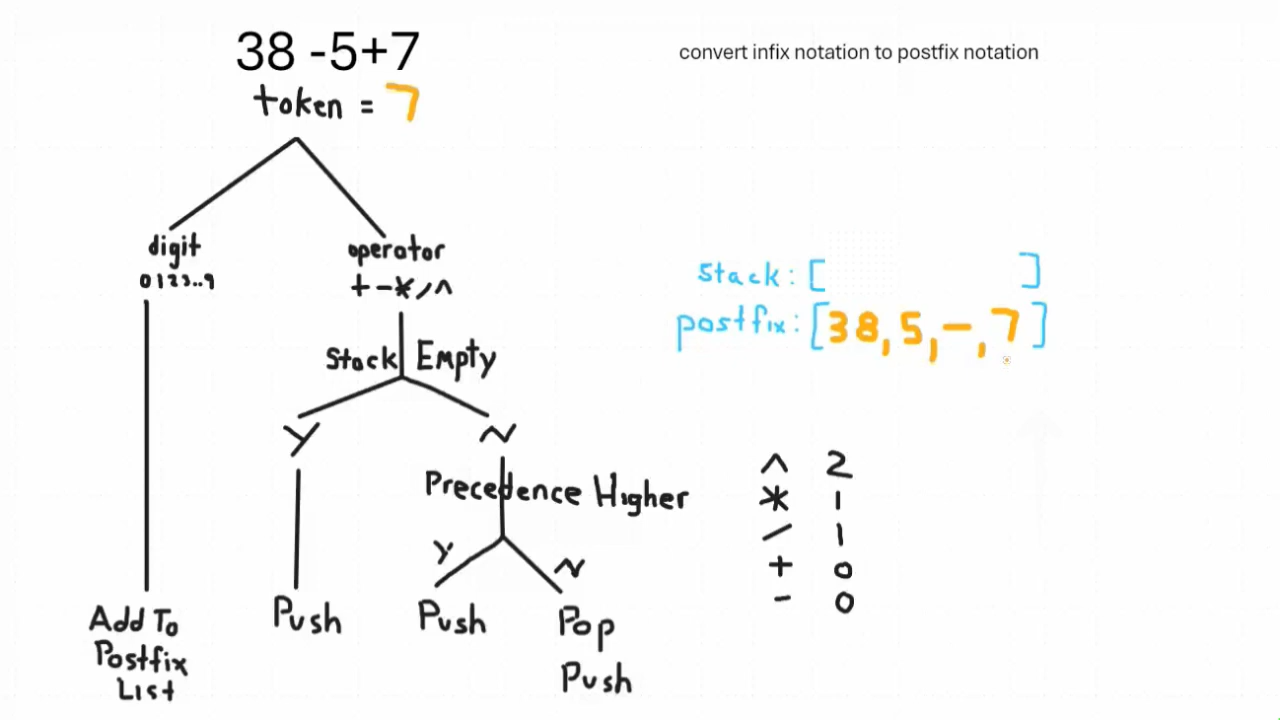 38 -5+7
convert infix notation to postfix notation
token = 7
digit
0123..9
operator
+-*/^
Stack Empty
Y
N
Precedence Higher
Y
N
Add To
Postfix
List
Push
Push
Pop
Push
stack: [ ]
postfix: [38,5,-,7]
^ 2
* 1
/ 1
+ 0
- 0